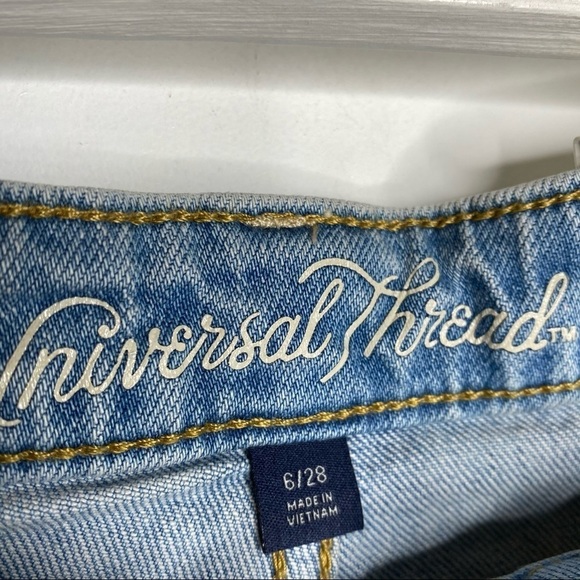 Universal Thread™
6/28
MADE IN
VIETNAM